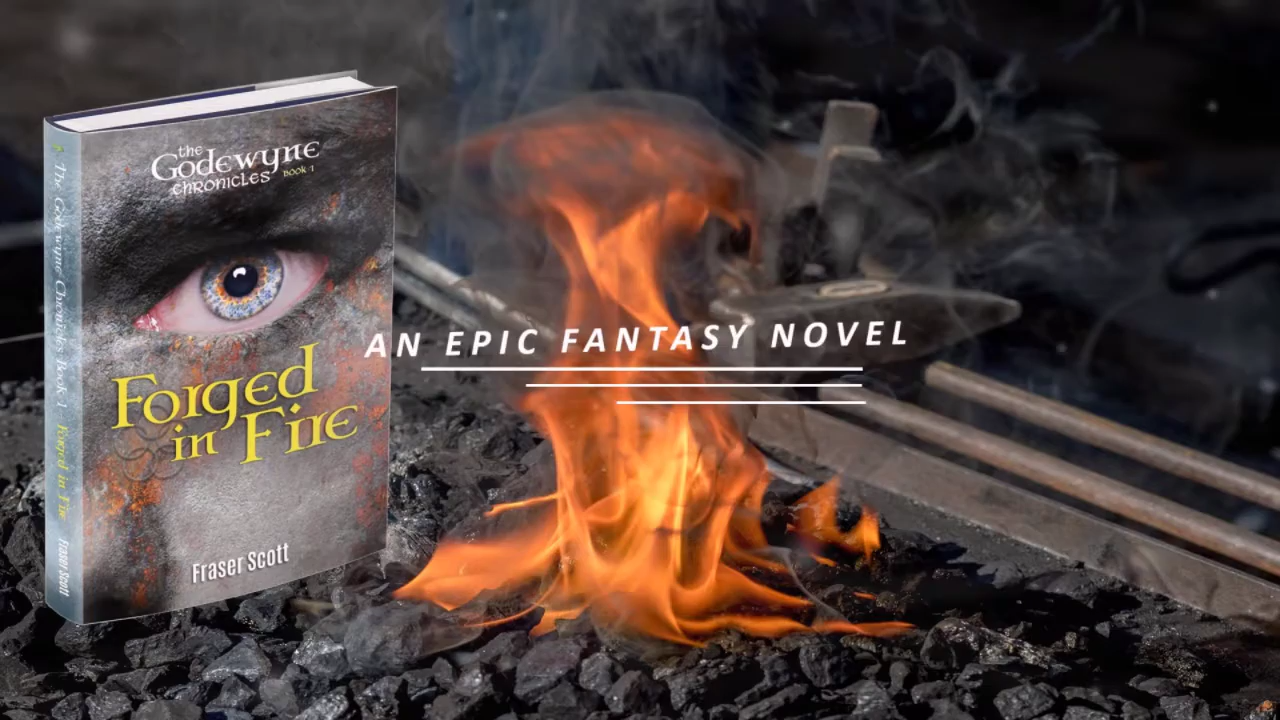 the
Godewyne
chronicles Book 1
Forged
in Fire
Fraser Scott
The Godewyne Chronicles Book 1 Forged in Fire Fraser Scott
AN EPIC FANTASY NOVEL